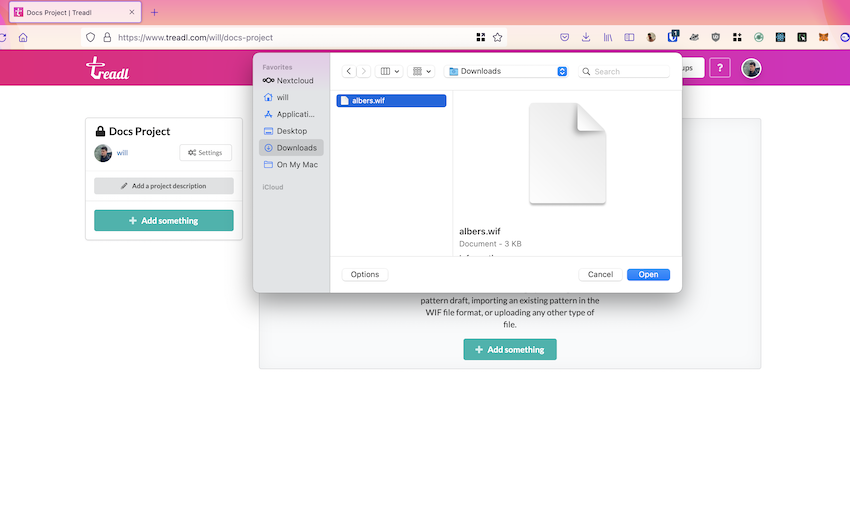 Docs Project | Treadl
https://www.treadl.com/will/docs-project
treadl
ups
?
Favorites
Nextcloud
will
Applicati...
Desktop
Downloads
On My Mac
iCloud
Downloads
Search
albers.wif
albers.wif
Document - 3 KB
Options
Cancel
Open
Docs Project
will
Settings
Add a project description
Add something
pattern draft, importing an existing pattern in the
WIF file format, or uploading any other type of
file.
Add something